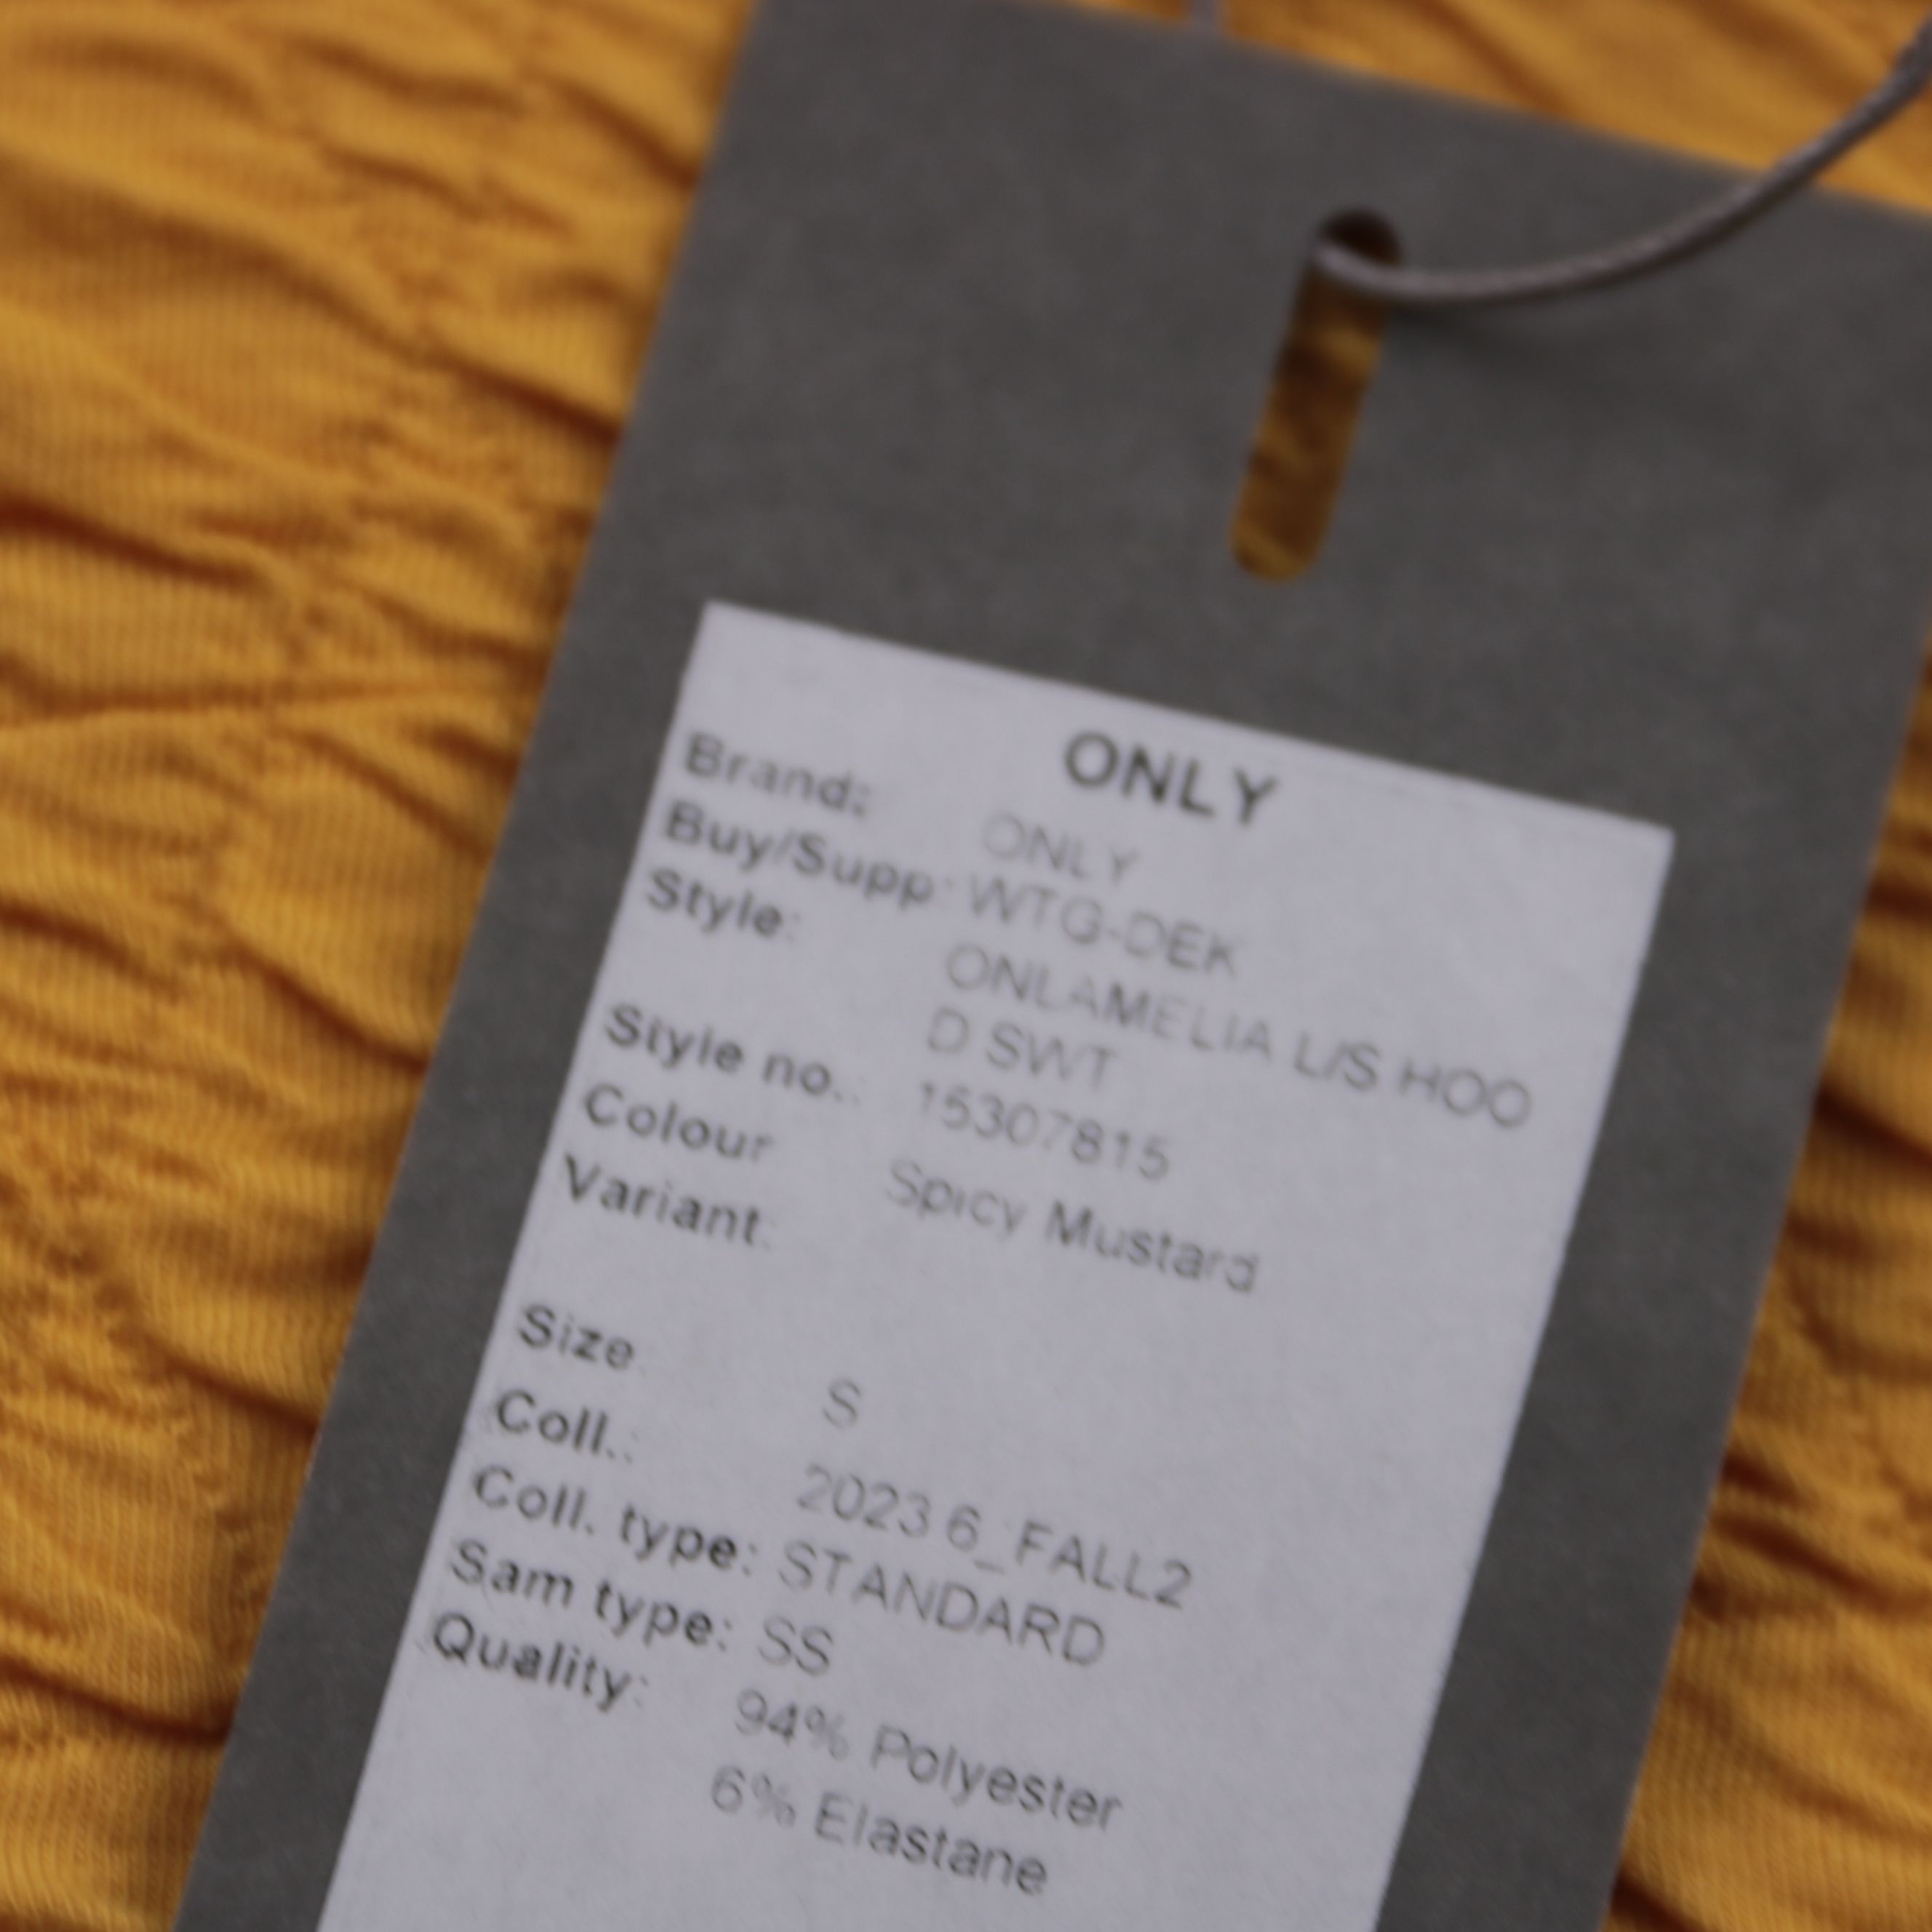 ONLY
Brand: ONLY
Buy/Supp: WTG-DEK
Style: ONLAMELIA L/S HOO
D SWT
Style no.: 15307815
Colour Spicy Mustard
Variant:
Size: S
Coll.: 2023 6_FALL2
Coll. type: STANDARD
Sam type: SS
Quality: 94% Polyester
6% Elastane